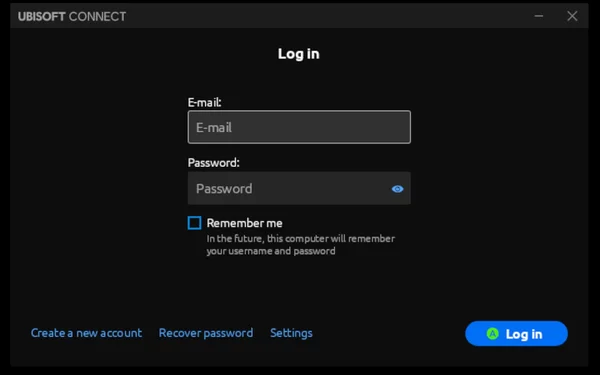 UBISOFT CONNECT
Log in
E-mail:
E-mail
Password:
Password
Remember me
In the future, this computer will remember
your username and password
Create a new account Recover password Settings
A Log in